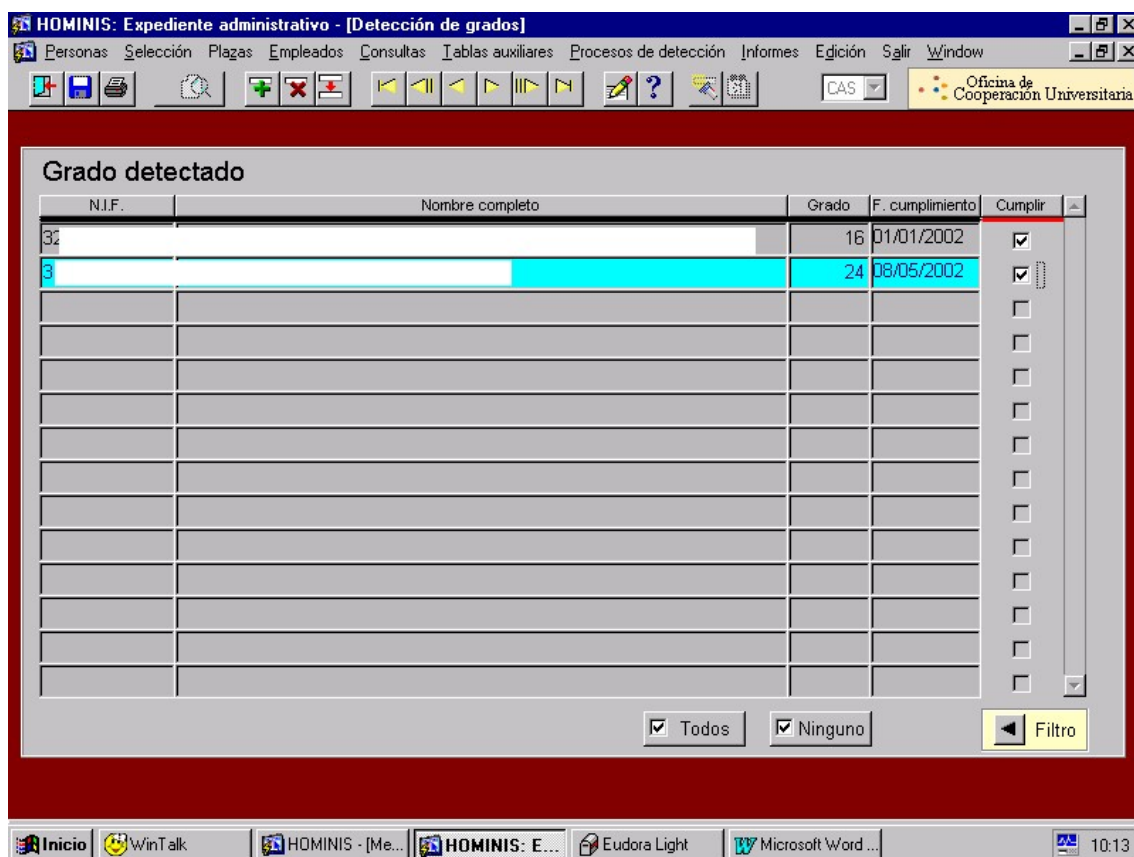 HOMINIS: Expediente administrativo - [Detección de grados]
Personas Selección Plazas Empleados Consultas Tablas auxiliares Procesos de detección Informes Edición Salir Window
CAS
Oficina de
Cooperación Universitaria
Grado detectado
N.I.F. Nombre completo Grado F. cumplimiento Cumplir
32 16 01/01/2002
3 24 08/05/2002
Todos Ninguno Filtro
Inicio WinTalk HOMINIS - [Me... HOMINIS: E... Eudora Light Microsoft Word ... 10:13